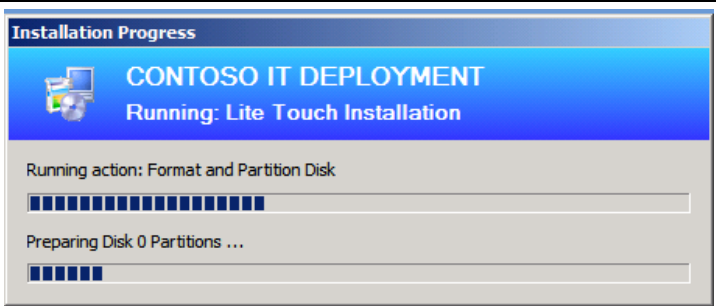 Installation Progress
CONTOSO IT DEPLOYMENT
Running: Lite Touch Installation
Running action: Format and Partition Disk
Preparing Disk 0 Partitions ...